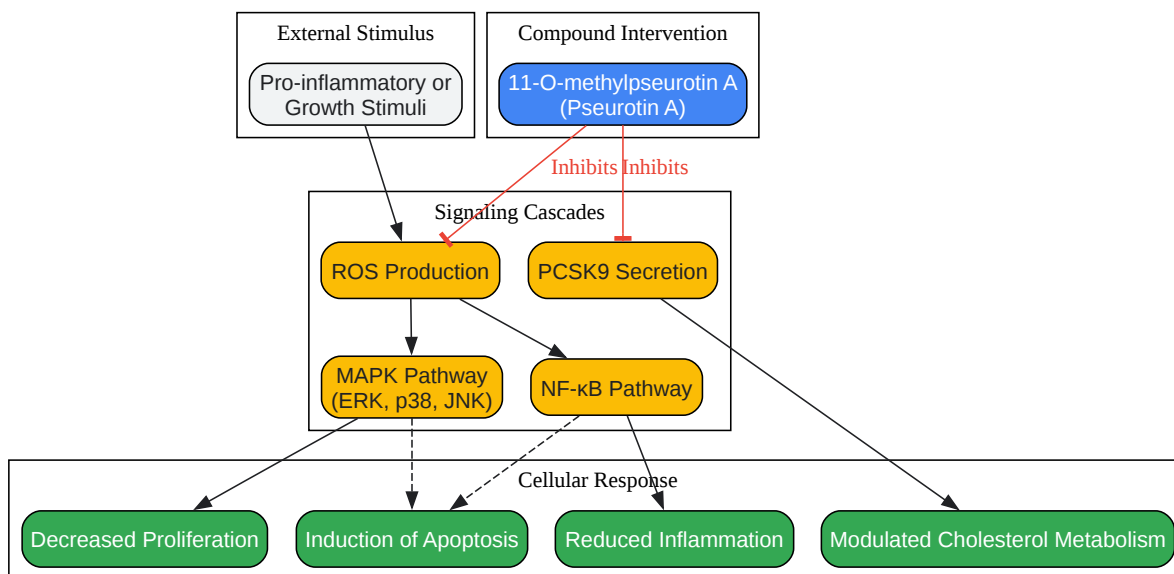 External Stimulus
Compound Intervention
Pro-inflammatory or
Growth Stimuli
11-O-methylpseurotin A
(Pseurotin A)
Inhibits
Inhibits
Signaling Cascades
ROS Production
PCSK9 Secretion
MAPK Pathway
(ERK, p38, JNK)
NF-κB Pathway
Cellular Response
Decreased Proliferation
Induction of Apoptosis
Reduced Inflammation
Modulated Cholesterol Metabolism